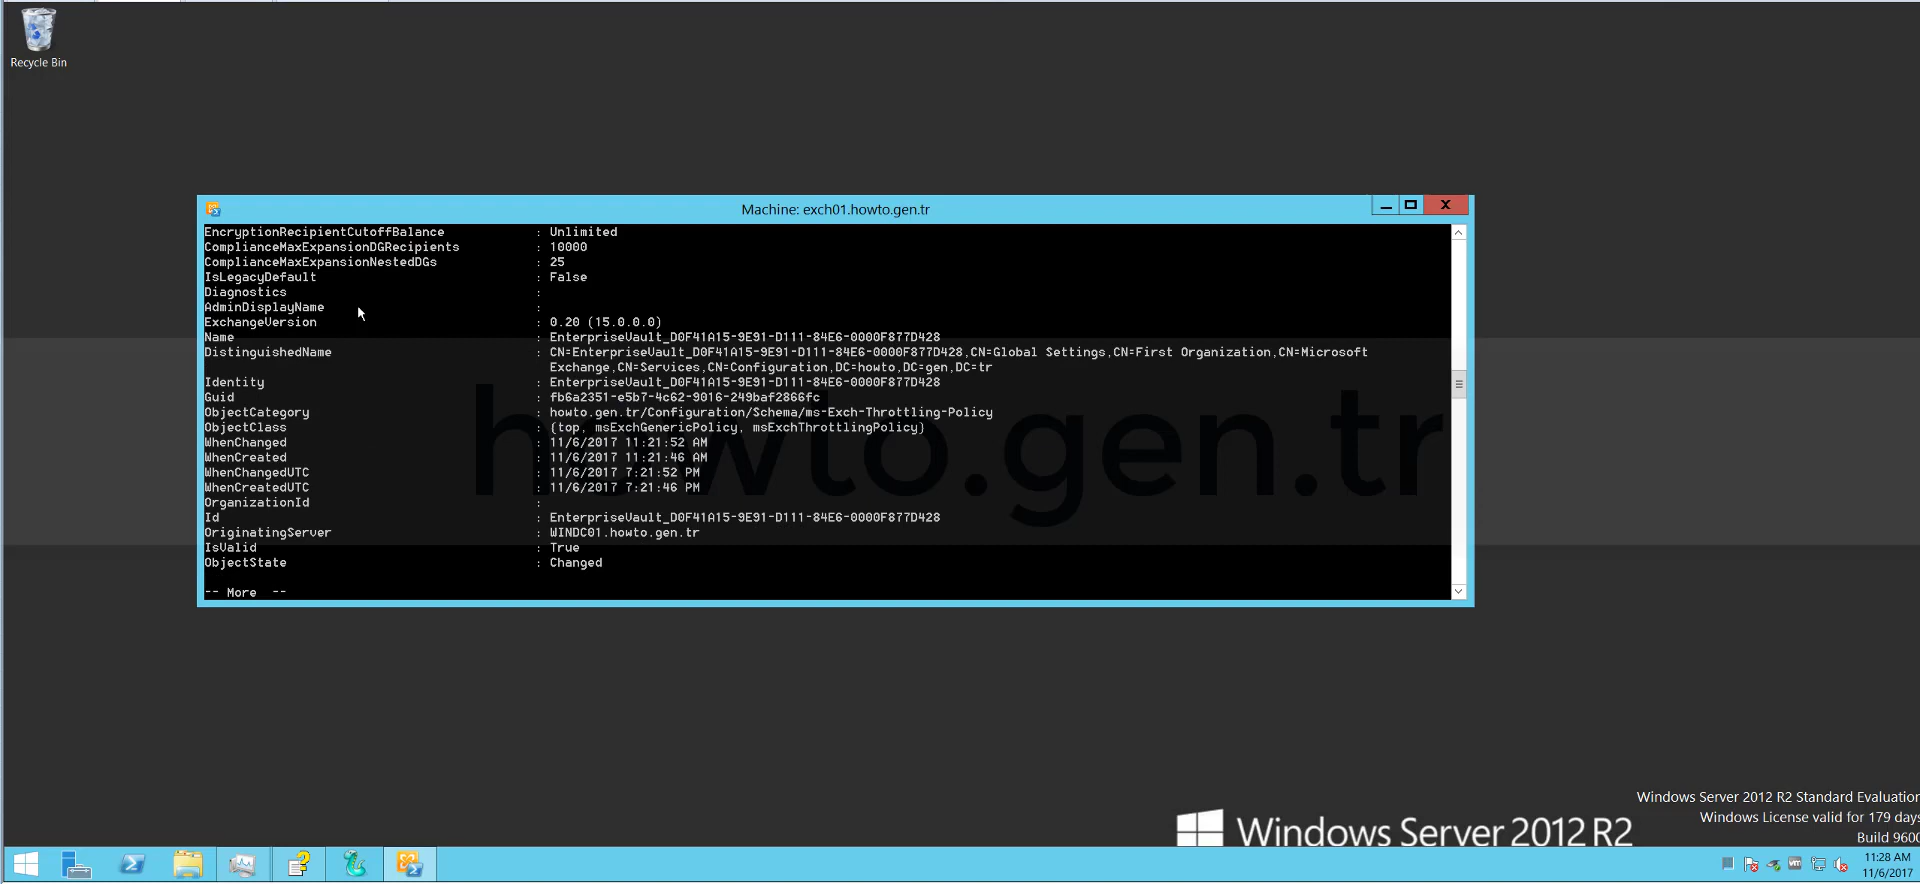 Recycle Bin
Machine: exch01.howto.gen.tr
EncryptionRecipientCutoffBalance : Unlimited
ComplianceMaxExpansionDGRecipients : 10000
ComplianceMaxExpansionNestedDGs : 25
IsLegacyDefault : False
Diagnostics :
AdminDisplayName :
ExchangeVersion : 0.20 (15.0.0.0)
Name : EnterpriseVault_D0F41A15-9E91-D111-84E6-0000F877D428
DistinguishedName : CN=EnterpriseVault_D0F41A15-9E91-D111-84E6-0000F877D428,CN=Global Settings,CN=First Organization,CN=Microsoft
Exchange,CN=Services,CN=Configuration,DC=howto,DC=gen,DC=tr
Identity : EnterpriseVault_D0F41A15-9E91-D111-84E6-0000F877D428
Guid : fb6a2351-e5b7-4c62-9016-249baf2866fc
ObjectCategory : howto.gen.tr/Configuration/Schema/ms-Exch-Throttling-Policy
ObjectClass : {top, msExchGenericPolicy, msExchThrottlingPolicy}
WhenChanged : 11/6/2017 11:21:52 AM
WhenCreated : 11/6/2017 11:21:46 AM
WhenChangedUTC : 11/6/2017 7:21:52 PM
WhenCreatedUTC : 11/6/2017 7:21:46 PM
OrganizationId :
Id : EnterpriseVault_D0F41A15-9E91-D111-84E6-0000F877D428
OriginatingServer : WINDC01.howto.gen.tr
IsValid : True
ObjectState : Changed
-- More --
howto.gen.tr
Windows Server 2012 R2 Standard Evaluation
Windows License valid for 179 days
Build 9600
Windows Server 2012 R2
11:28 AM
11/6/2017